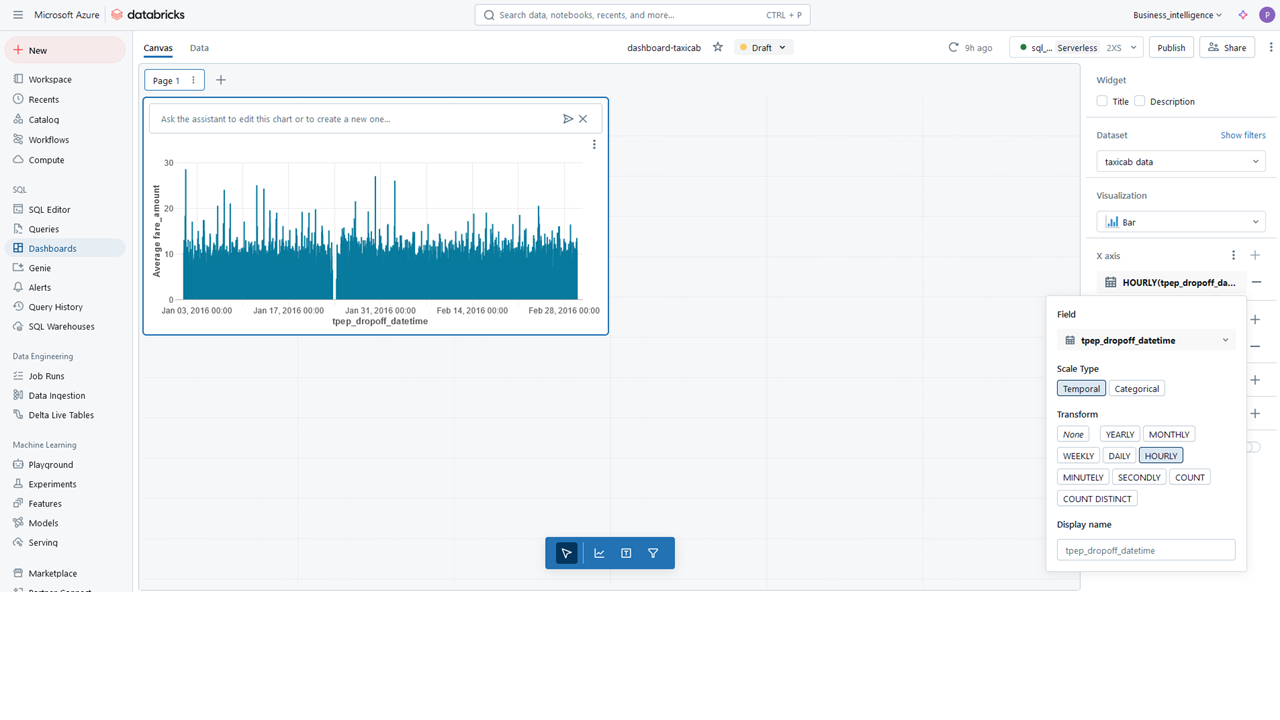 Microsoft Azure
databricks
Search data, notebooks, recents, and more...
CTRL + P
Business_intelligence
P
New
Workspace
Recents
Catalog
Workflows
Compute
SQL
SQL Editor
Queries
Dashboards
Genie
Alerts
Query History
SQL Warehouses
Data Engineering
Job Runs
Data Ingestion
Delta Live Tables
Machine Learning
Playground
Experiments
Features
Models
Serving
Marketplace
Partner Connect
Canvas
Data
dashboard-taxicab
Draft
9h ago
sql_... Serverless 2XS
Publish
Share
Page 1
Ask the assistant to edit this chart or to create a new one...
30
20
10
0
Average fare_amount
Jan 03, 2016 00:00
Jan 17, 2016 00:00
Jan 31, 2016 00:00
Feb 14, 2016 00:00
Feb 28, 2016 00:00
tpep_dropoff_datetime
Widget
Title
Description
Dataset
Show filters
taxicab data
Visualization
Bar
X axis
HOURLY(tpep_dropoff_da...
Field
tpep_dropoff_datetime
Scale Type
Temporal
Categorical
Transform
None
YEARLY
MONTHLY
WEEKLY
DAILY
HOURLY
MINUTELY
SECONDLY
COUNT
COUNT DISTINCT
Display name
tpep_dropoff_datetime